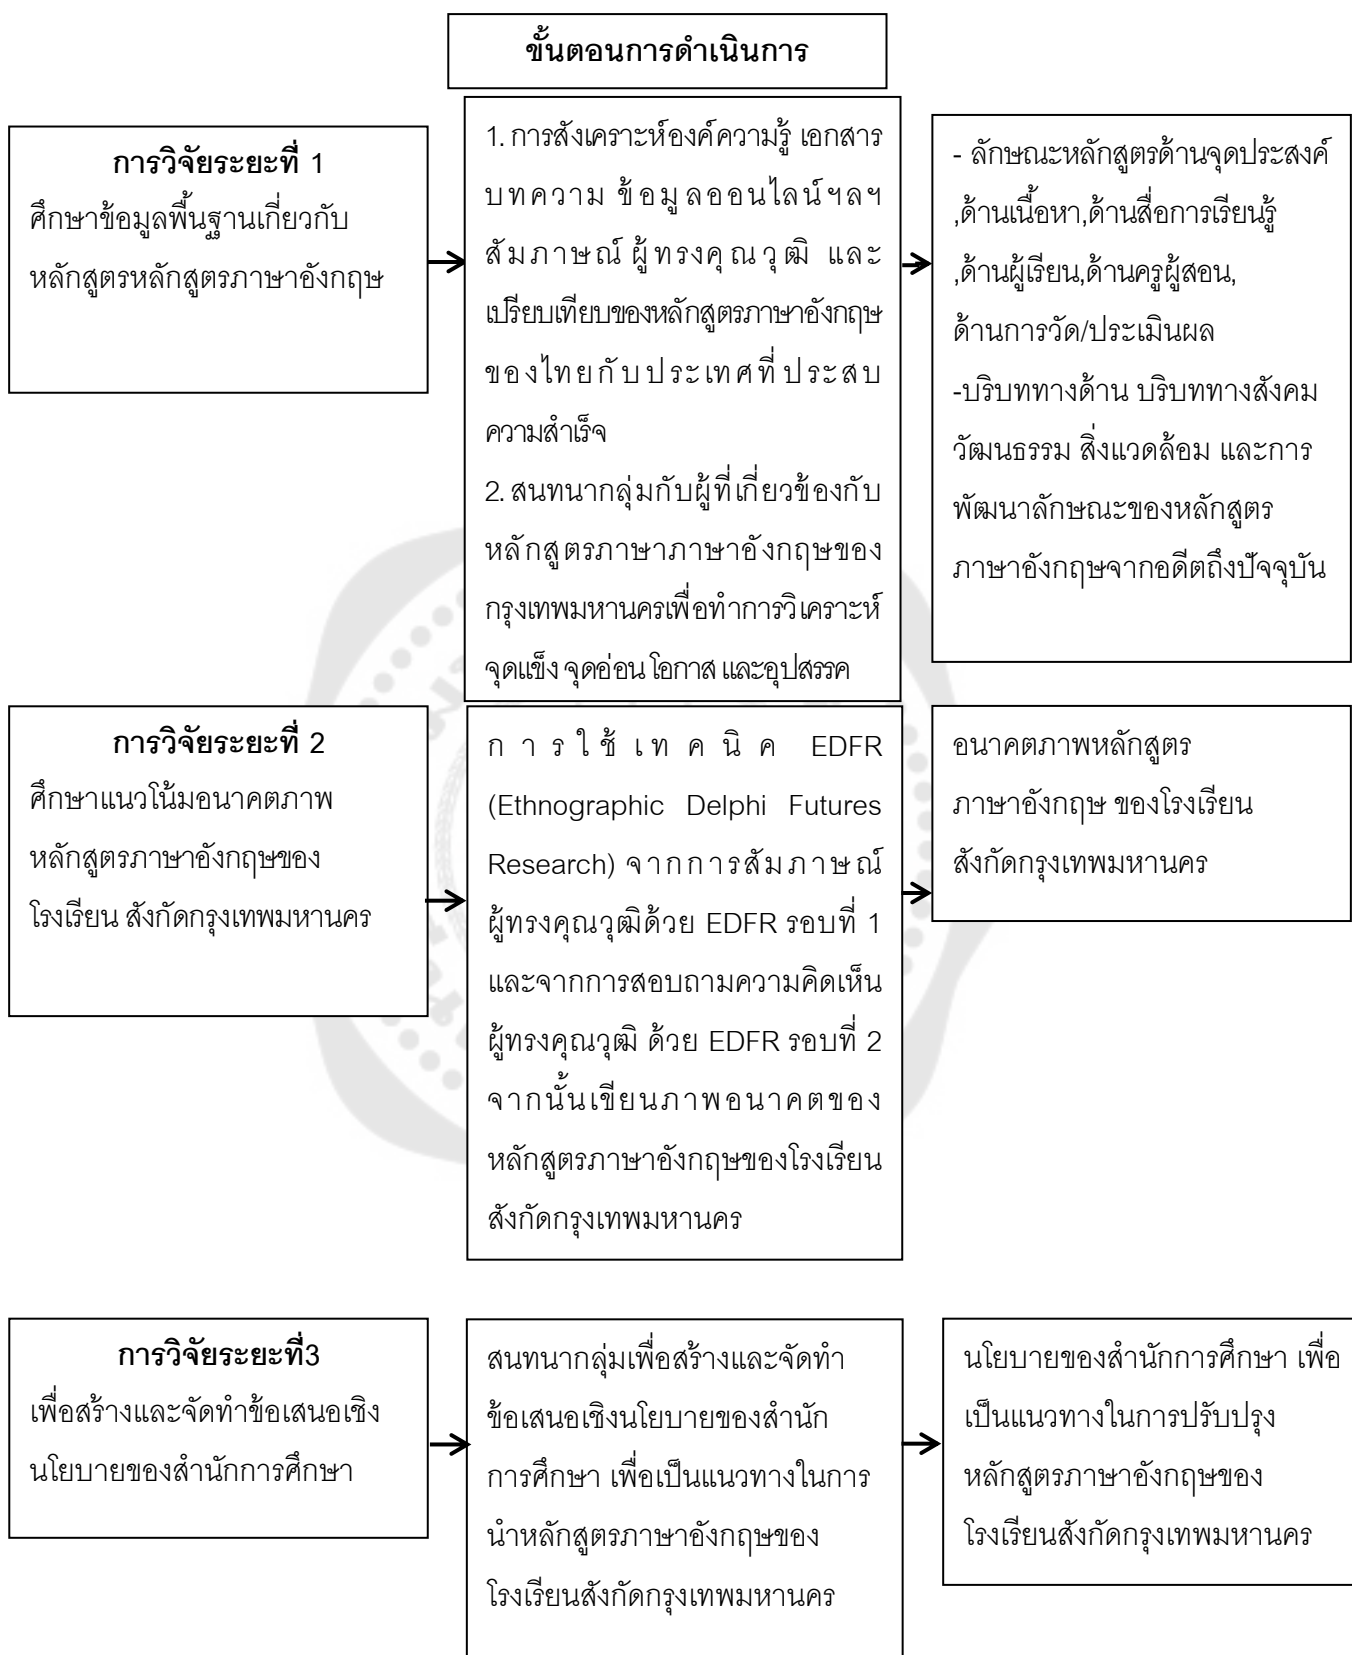 ขั้นตอนการดำเนินการ
การวิจัยระยะที่ 1
ศึกษาข้อมูลพื้นฐานเกี่ยวกับ
หลักสูตรหลักสูตรภาษาอังกฤษ
1. การสังเคราะห์องค์ความรู้ เอกสาร
บทความ ข้อมูลออนไลน์ฯลฯ
สัมภาษณ์ ผู้ทรงคุณวุฒิ และ
เปรียบเทียบของหลักสูตรภาษาอังกฤษ
ของไทยกับประเทศที่ประสบ
ความสำเร็จ
2. สนทนากลุ่มกับผู้ที่เกี่ยวข้องกับ
หลักสูตรภาษาภาษาอังกฤษของ
กรุงเทพมหานครเพื่อทำการวิเคราะห์
จุดแข็ง จุดอ่อน โอกาส และอุปสรรค
- ลักษณะหลักสูตรด้านจุดประสงค์
,ด้านเนื้อหา,ด้านสื่อการเรียนรู้
,ด้านผู้เรียน,ด้านครูผู้สอน,
ด้านการวัด/ประเมินผล
-บริบททางด้าน บริบททางสังคม
วัฒนธรรม สิ่งแวดล้อม และการ
พัฒนาลักษณะของหลักสูตร
ภาษาอังกฤษจากอดีตถึงปัจจุบัน
การวิจัยระยะที่ 2
ศึกษาแนวโน้มอนาคตภาพ
หลักสูตรภาษาอังกฤษของ
โรงเรียน สังกัดกรุงเทพมหานคร
การใช้เทคนิค EDFR
(Ethnographic Delphi Futures
Research) จากการสัมภาษณ์
ผู้ทรงคุณวุฒิด้วย EDFR รอบที่ 1
และจากการสอบถามความคิดเห็น
ผู้ทรงคุณวุฒิ ด้วย EDFR รอบที่ 2
จากนั้นเขียนภาพอนาคตของ
หลักสูตรภาษาอังกฤษของโรงเรียน
สังกัดกรุงเทพมหานคร
อนาคตภาพหลักสูตร
ภาษาอังกฤษ ของโรงเรียน
สังกัดกรุงเทพมหานคร
การวิจัยระยะที่3
เพื่อสร้างและจัดทำข้อเสนอเชิง
นโยบายของสำนักการศึกษา
สนทนากลุ่มเพื่อสร้างและจัดทำ
ข้อเสนอเชิงนโยบายของสำนัก
การศึกษา เพื่อเป็นแนวทางในการ
นำหลักสูตรภาษาอังกฤษของ
โรงเรียนสังกัดกรุงเทพมหานคร
นโยบายของสำนักการศึกษา เพื่อ
เป็นแนวทางในการปรับปรุง
หลักสูตรภาษาอังกฤษของ
โรงเรียนสังกัดกรุงเทพมหานคร